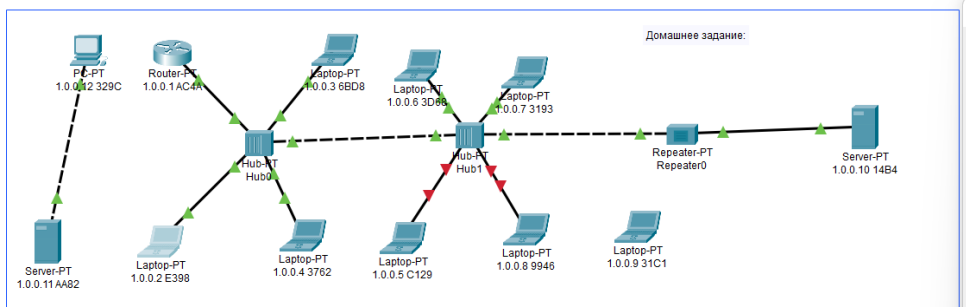 Домашнее задание:
PC-PT
1.0.0.12 329C
Router-PT
1.0.0.1 AC4A
Laptop-PT
1.0.0.3 6BD8
Laptop-PT
1.0.0.6 3D68
Laptop-PT
1.0.0.7 3193
Hub-PT
Hub0
Hub-PT
Hub1
Repeater-PT
Repeater0
Server-PT
1.0.0.10 14B4
Server-PT
1.0.0.11 AA82
Laptop-PT
1.0.0.2 E398
Laptop-PT
1.0.0.4 3762
Laptop-PT
1.0.0.5 C129
Laptop-PT
1.0.0.8 9946
Laptop-PT
1.0.0.9 31C1